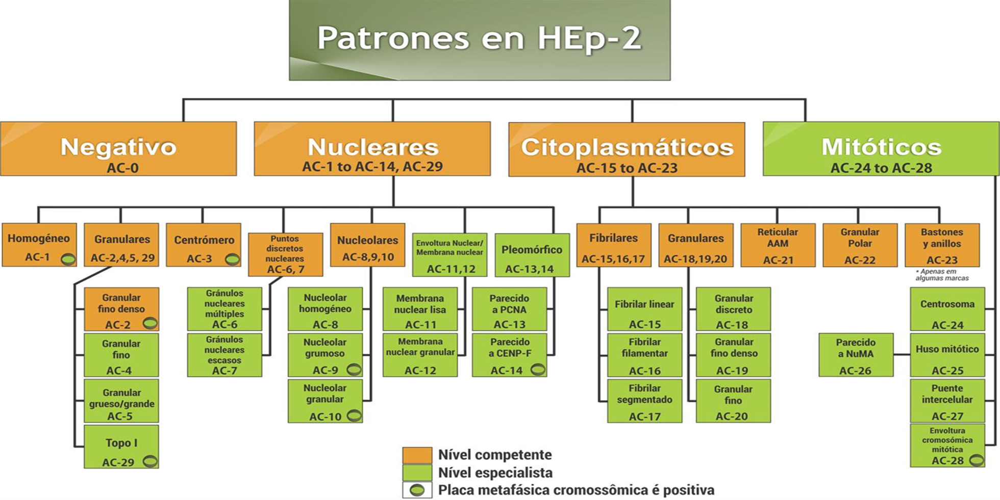 Patrones en HEp-2
Negativo
AC-0
Nucleares
AC-1 to AC-14, AC-29
Citoplasmáticos
AC-15 to AC-23
Mitóticos
AC-24 to AC-28
Homogéneo
AC-1
Granulares
AC-2,4,5, 29
Centrómero
AC-3
Puntos
discretos
nucleares
AC-6, 7
Nucleolares
AC-8,9,10
Envoltura Nuclear/
Membrana nuclear
AC-11,12
Pleomórfico
AC-13,14
Fibrilares
AC-15,16,17
Granulares
AC-18,19,20
Reticular
AAM
AC-21
Granular
Polar
AC-22
Bastones
y anillos
AC-23
* Apenas em
algumas marcas
Granular
fino denso
AC-2
Granular
fino
AC-4
Granular
grueso/grande
AC-5
Topo I
AC-29
Gránulos
nucleares
múltiples
AC-6
Gránulos
nucleares
escasos
AC-7
Nucleolar
homogéneo
AC-8
Nucleolar
grumoso
AC-9
Nucleolar
granular
AC-10
Membrana
nuclear lisa
AC-11
Membrana
nuclear granular
AC-12
Parecido
a PCNA
AC-13
Parecido
a CENP-F
AC-14
Fibrilar linear
AC-15
Fibrilar
filamentar
AC-16
Fibrilar
segmentado
AC-17
Granular
discreto
AC-18
Granular
fino denso
AC-19
Granular
fino
AC-20
Centrosoma
AC-24
Parecido
a NuMA
AC-26
Huso mitótico
AC-25
Puente
intercelular
AC-27
Envoltura
cromosómica
mitótica
AC-28
Nível competente
Nível especialista
Placa metafásica cromossômica é positiva